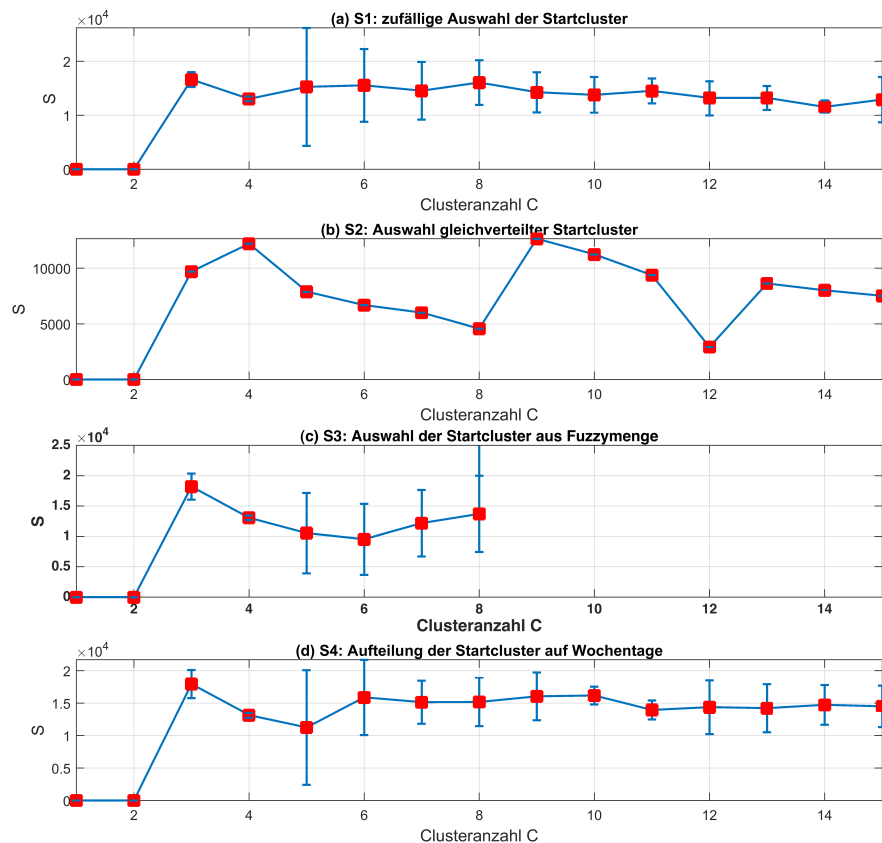 (a) S1: zufällige Auswahl der Startcluster
×10^4
2
1
0
S
2 4 6 8 10 12 14
Clusteranzahl C
(b) S2: Auswahl gleichverteilter Startcluster
10000
5000
0
S
2 4 6 8 10 12 14
Clusteranzahl C
(c) S3: Auswahl der Startcluster aus Fuzzymenge
×10^4
2.5
2
1.5
1
0.5
0
S
2 4 6 8 10 12 14
Clusteranzahl C
(d) S4: Aufteilung der Startcluster auf Wochentage
×10^4
2
1.5
1
0.5
0
S
2 4 6 8 10 12 14
Clusteranzahl C